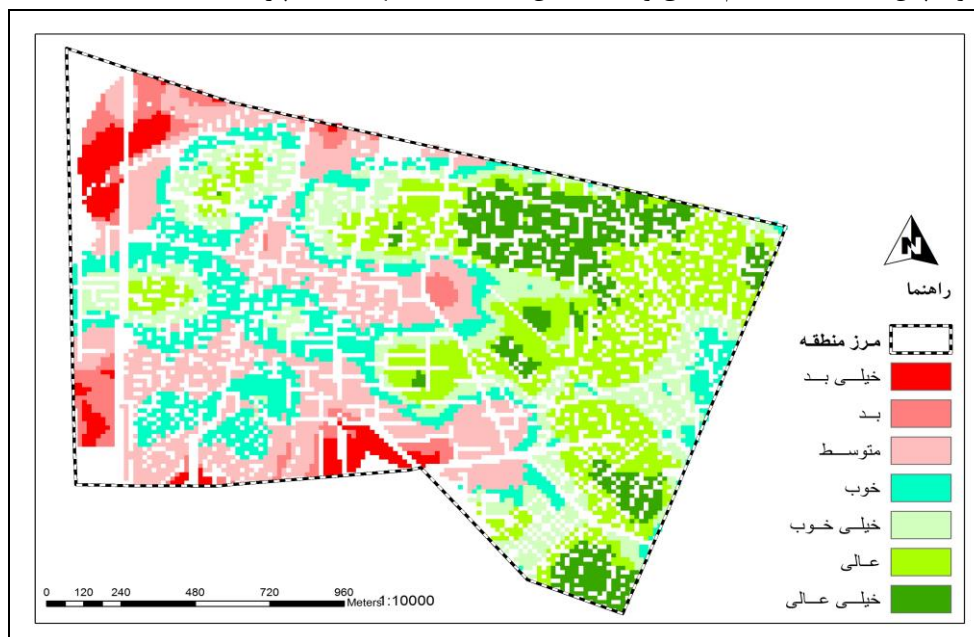 N
راهنما
مرز منطقه
خیلی بد
بد
متوسط
خوب
خیلی خوب
عالی
خیلی عالی
0 120 240 480 720 960
Meters 1:10000